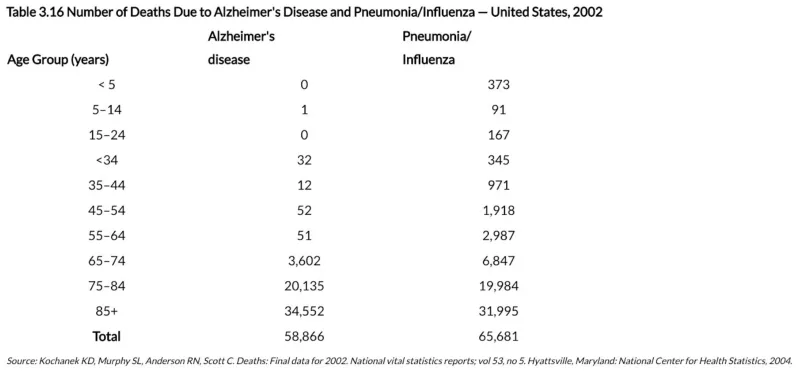 Table 3.16 Number of Deaths Due to Alzheimer's Disease and Pneumonia/Influenza — United States, 2002
Alzheimer's Pneumonia/
Age Group (years) disease Influenza
< 5 0 373
5–14 1 91
15–24 0 167
<34 32 345
35–44 12 971
45–54 52 1,918
55–64 51 2,987
65–74 3,602 6,847
75–84 20,135 19,984
85+ 34,552 31,995
Total 58,866 65,681
Source: Kochanek KD, Murphy SL, Anderson RN, Scott C. Deaths: Final data for 2002. National vital statistics reports; vol 53, no 5. Hyattsville, Maryland: National Center for Health Statistics, 2004.